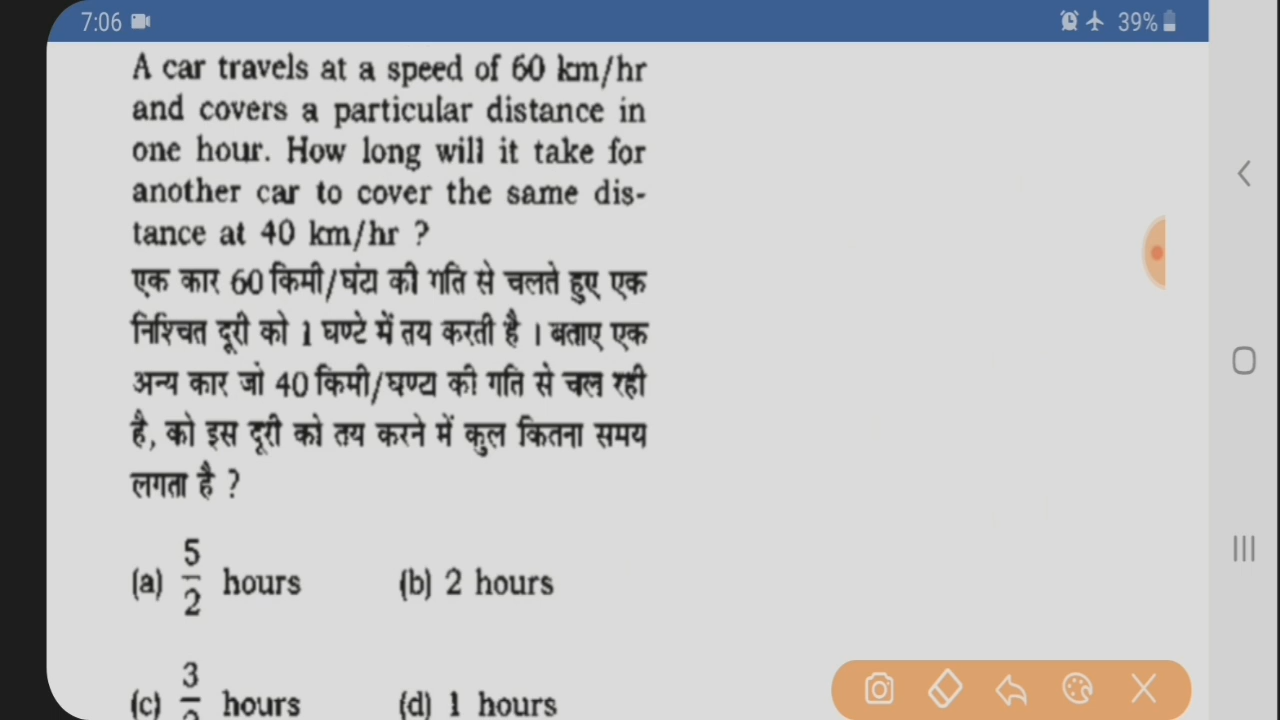 7:06
39%
A car travels at a speed of 60 km/hr
and covers a particular distance in
one hour. How long will it take for
another car to cover the same dis-
tance at 40 km/hr ?
एक कार 60 किमी/घंटा की गति से चलते हुए एक
निश्चित दूरी को 1 घण्टे में तय करती है । बताए एक
अन्य कार जो 40 किमी/घण्टा की गति से चल रही
है, को इस दूरी को तय करने में कुल कितना समय
लगता है ?
(a) 5/2 hours (b) 2 hours
(c) 3/2 hours (d) 1 hours